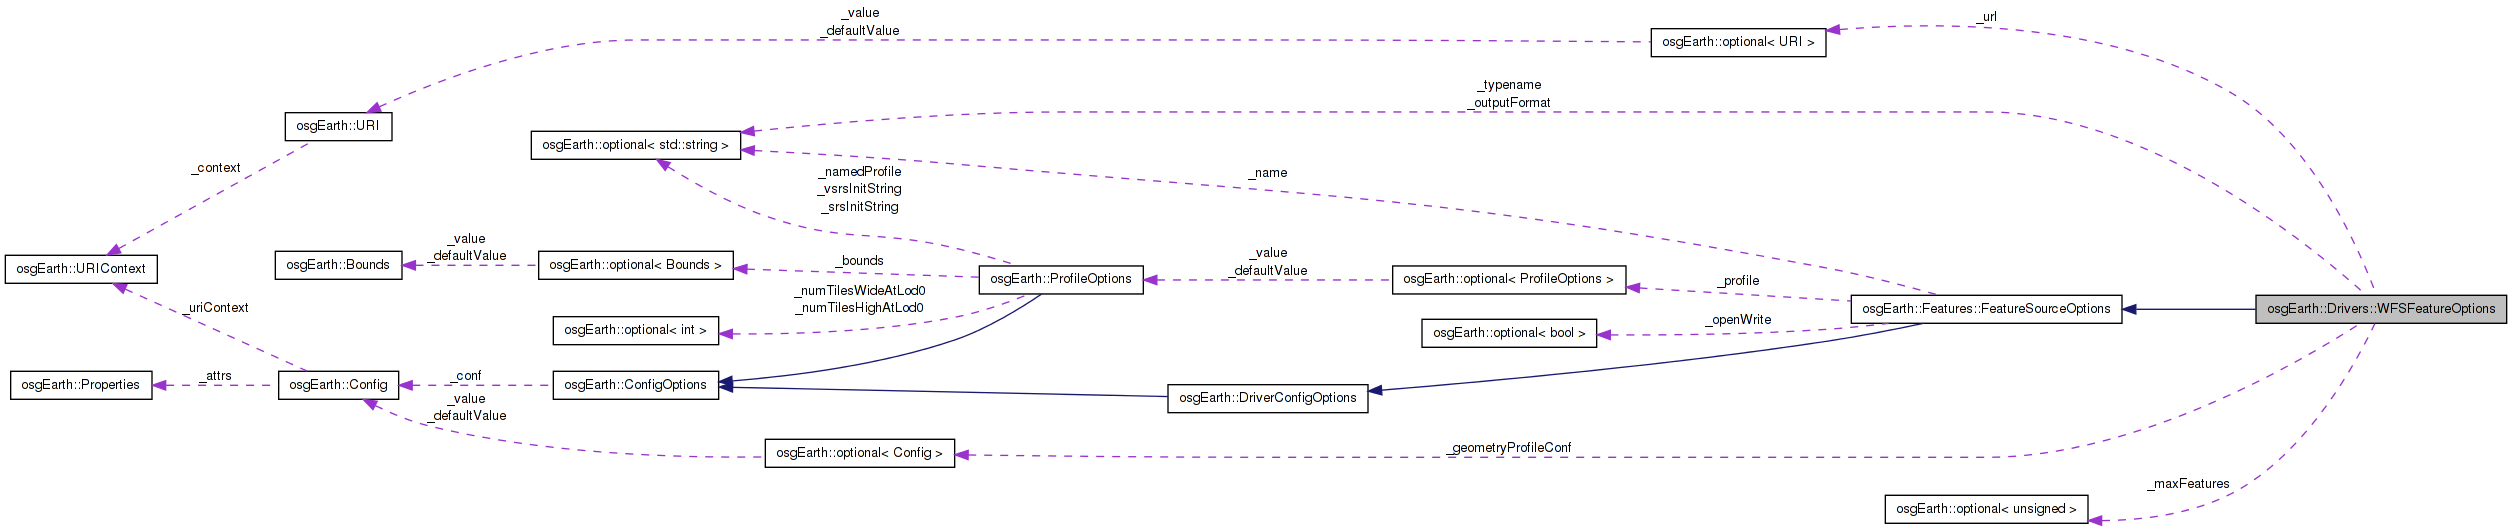 _value
_defaultValue
_url
osgEarth::optional< URI >
_typename
_outputFormat
osgEarth::URI
osgEarth::optional< std::string >
_context
_namedProfile
_vsrsInitString
_srsInitString
_name
_value
_defaultValue
osgEarth::URIContext
osgEarth::Bounds
osgEarth::optional< Bounds >
_bounds
osgEarth::ProfileOptions
_value
_defaultValue
osgEarth::optional< ProfileOptions >
_profile
_numTilesWideAtLod0
_numTilesHighAtLod0
_uriContext
osgEarth::optional< int >
osgEarth::optional< bool >
_openWrite
osgEarth::Features::FeatureSourceOptions
osgEarth::Drivers::WFSFeatureOptions
osgEarth::Properties
_attrs
osgEarth::Config
_conf
osgEarth::ConfigOptions
osgEarth::DriverConfigOptions
_value
_defaultValue
osgEarth::optional< Config >
_geometryProfileConf
_maxFeatures
osgEarth::optional< unsigned >